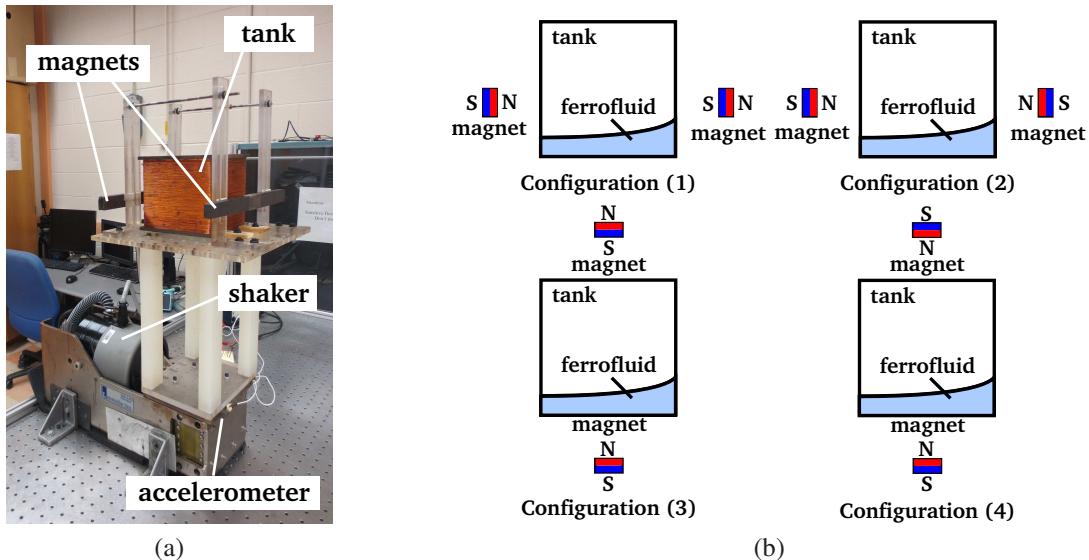 tank
magnets
shaker
accelerometer
(a)
tank
S N
magnet
ferrofluid
S N
magnet
Configuration (1)
tank
S N
magnet
ferrofluid
N S
magnet
Configuration (2)
N
S
magnet
tank
ferrofluid
magnet
N
S
Configuration (3)
S
N
magnet
tank
ferrofluid
magnet
N
S
Configuration (4)
(b)